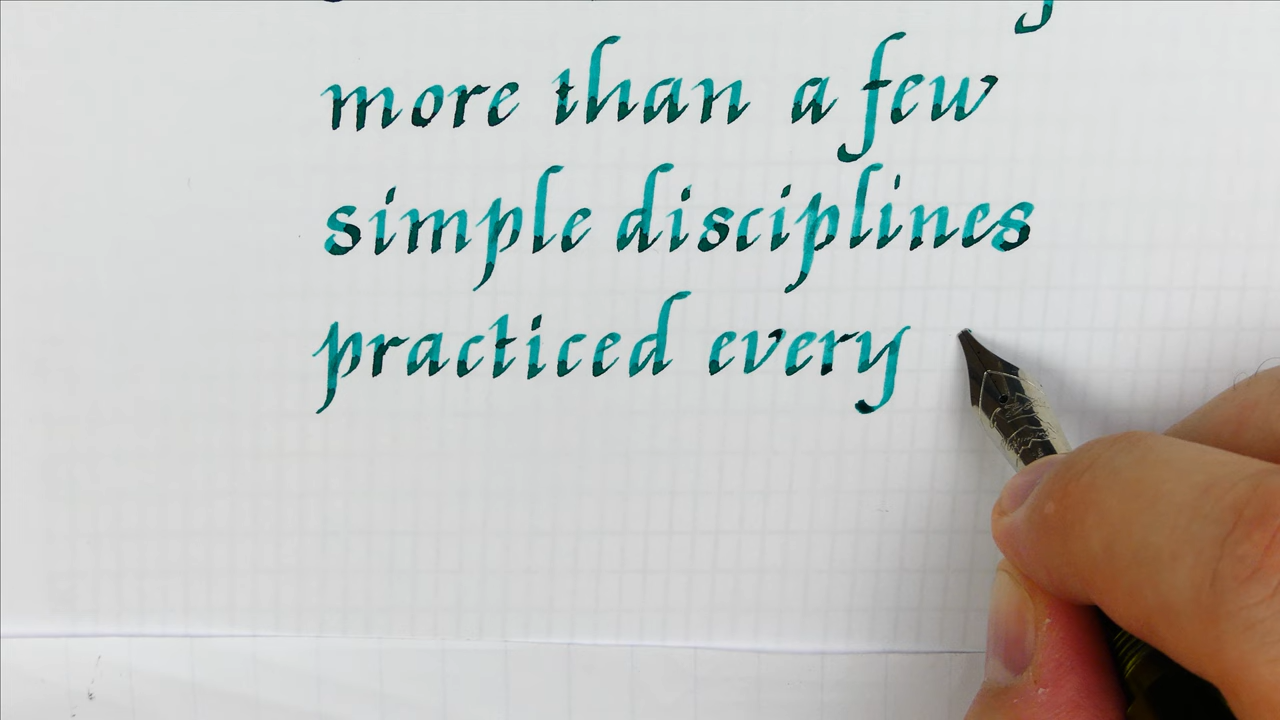 more than a few
simple disciplines
practiced every